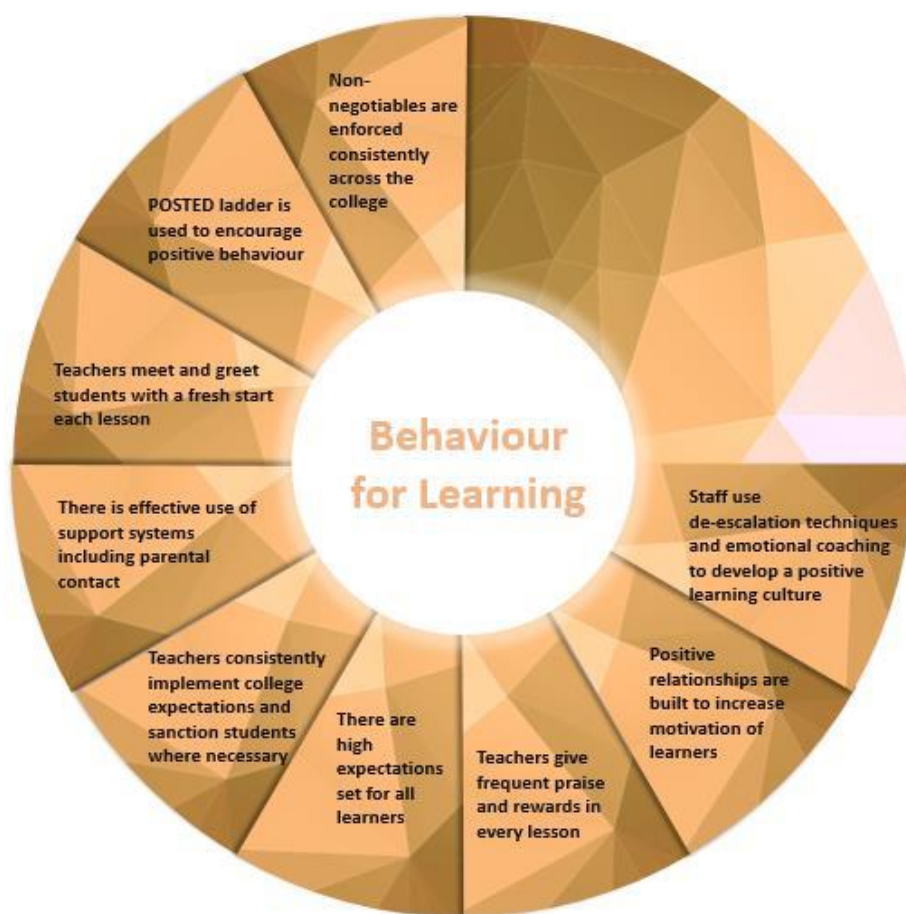 Non-
negotiables are
enforced
consistently
across the
college
POSTED ladder is
used to encourage
positive behaviour
Teachers meet and greet
students with a fresh start
each lesson
There is effective use of
support systems
including parental
contact
Teachers consistently
implement college
expectations and
sanction students
where necessary
There are
high
expectations
set for all
learners
Teachers give
frequent praise
and rewards in
every lesson
Positive
relationships are
built to increase
motivation of
learners
Staff use
de-escalation techniques
and emotional coaching
to develop a positive
learning culture
Behaviour
for Learning